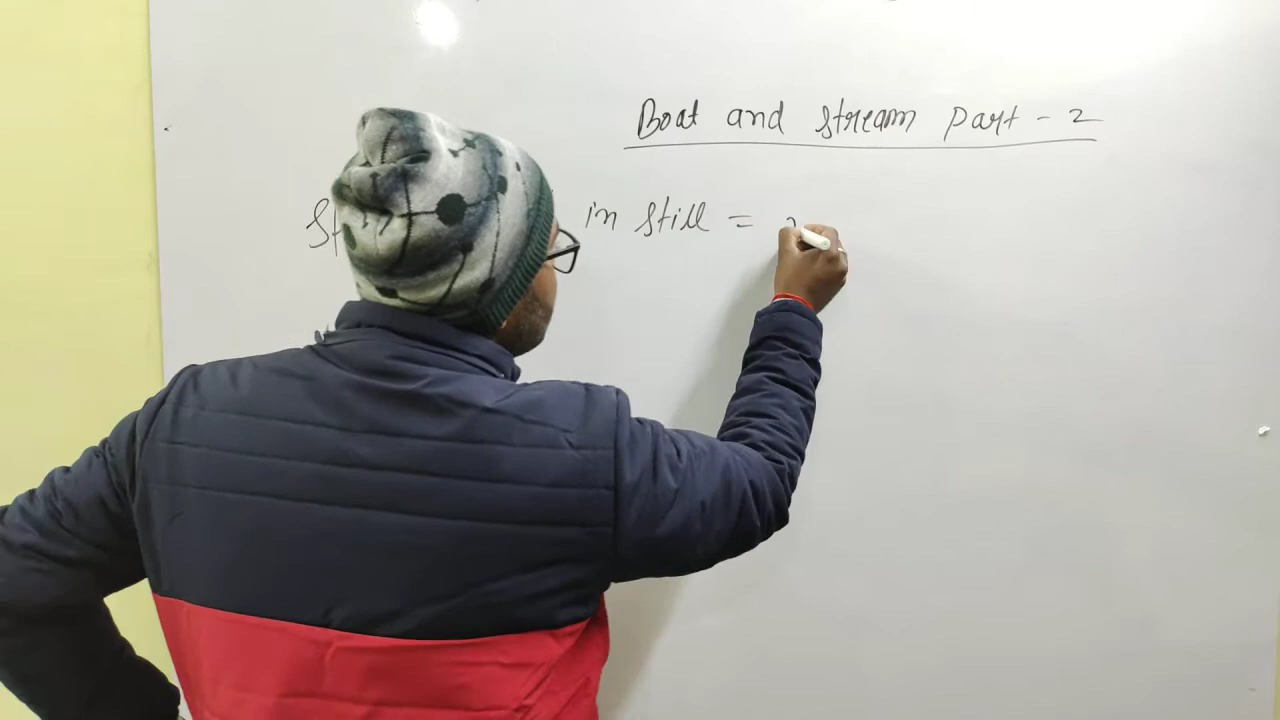 Boat and stream Part - 2
in still =